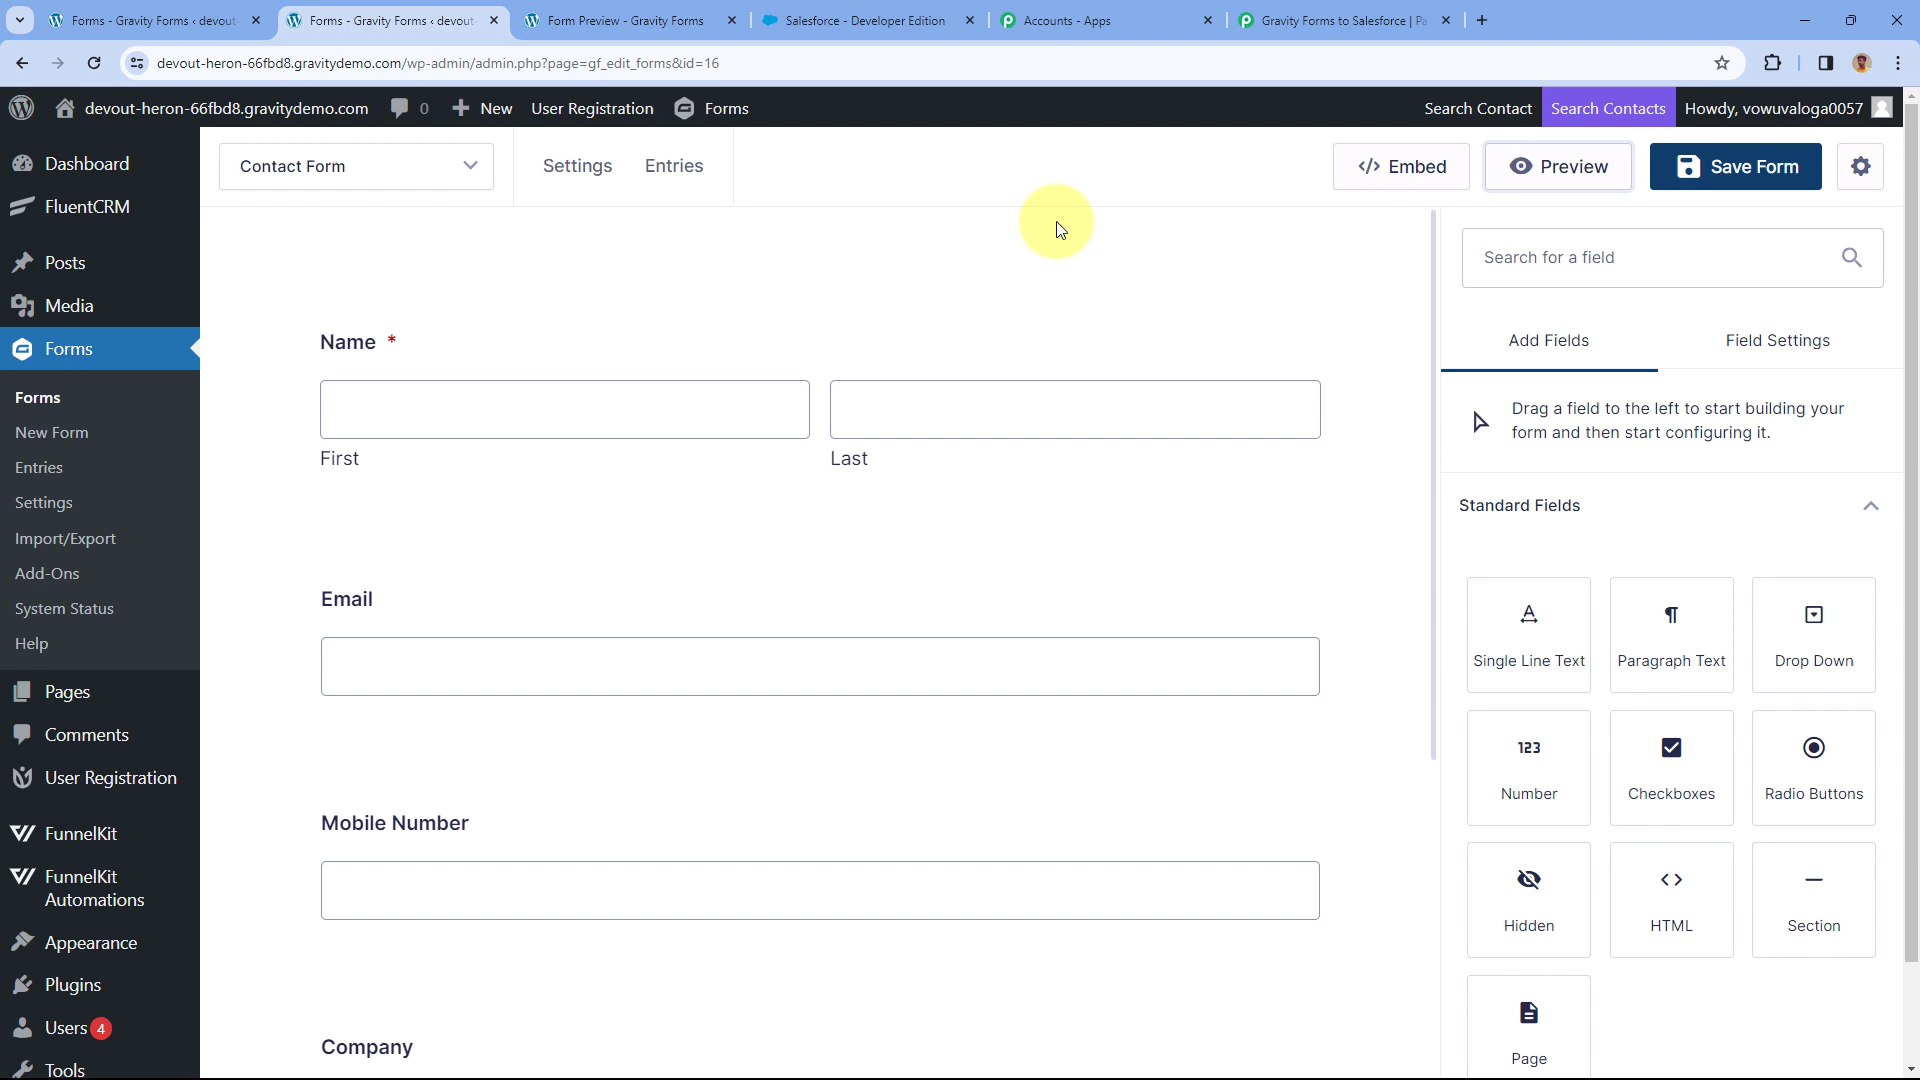 Forms - Gravity Forms ‹ devout
Forms - Gravity Forms ‹ devout
Form Preview - Gravity Forms
Salesforce - Developer Edition
Accounts - Apps
Gravity Forms to Salesforce | Pa
devout-heron-66fbd8.gravitydemo.com/wp-admin/admin.php?page=gf_edit_forms&id=16
devout-heron-66fbd8.gravitydemo.com
0
New
User Registration
Forms
Search Contact
Search Contacts
Howdy, vowuvaloga0057
Dashboard
FluentCRM
Posts
Media
Forms
Forms
New Form
Entries
Settings
Import/Export
Add-Ons
System Status
Help
Pages
Comments
User Registration
FunnelKit
FunnelKit
Automations
Appearance
Plugins
Users 4
Tools
Contact Form
Settings
Entries
</> Embed
Preview
Save Form
Name *
First
Last
Email
Mobile Number
Company
Search for a field
Add Fields
Field Settings
Drag a field to the left to start building your
form and then start configuring it.
Standard Fields
Single Line Text
Paragraph Text
Drop Down
123
Number
Checkboxes
Radio Buttons
Hidden
HTML
Section
Page